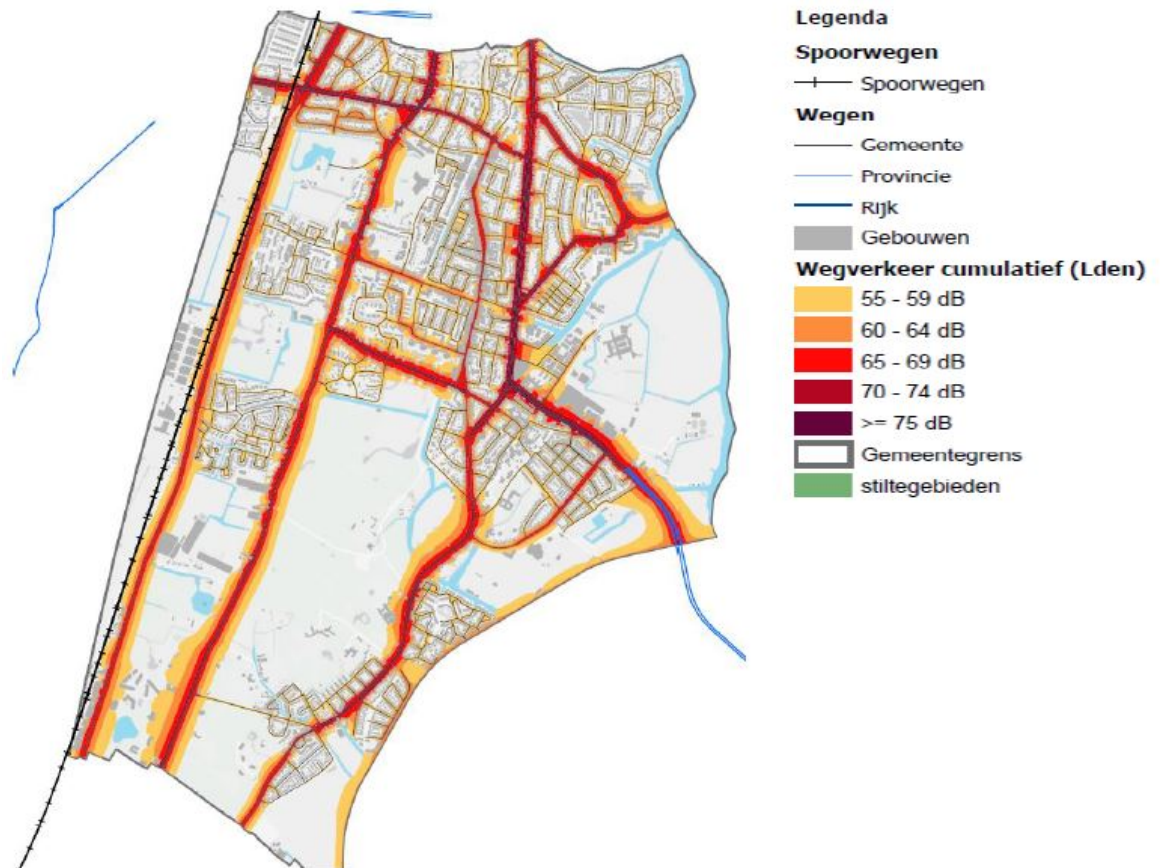 Legenda
Spoorwegen
Spoorwegen
Wegen
Gemeente
Provincie
Rijk
Gebouwen
Wegverkeer cumulatief (Lden)
55 - 59 dB
60 - 64 dB
65 - 69 dB
70 - 74 dB
>= 75 dB
Gemeentegrens
stiltegebieden